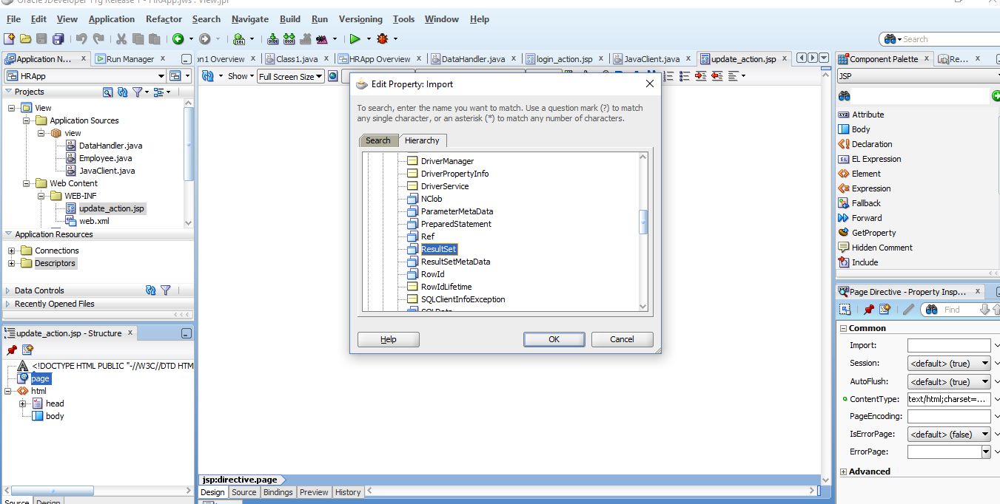 Oracle JDeveloper 11g Release 1 - HRApp.jws : View.jpr
File Edit View Application Refactor Search Navigate Build Run Versioning Tools Window Help
Search
Application N... x Run Manager x
on1 Overview x Class1.java x HRApp Overview x DataHandler.java x login_action.jsp x JavaClient.java x update_action.jsp x
Component Palette x Re... x
HRApp
Show Full Screen Size
JSP
Projects
View
Application Sources
view
DataHandler.java
Employee.java
JavaClient.java
Web Content
WEB-INF
update_action.jsp
web.xml
Application Resources
Connections
Descriptors
Data Controls
Recently Opened Files
update_action.jsp - Structure x
<!DOCTYPE HTML PUBLIC "-//W3C//DTD HTM
page
html
head
body
Source Design
Edit Property: Import
To search, enter the name you want to match. Use a question mark (?) to match
any single character, or an asterisk (*) to match any number of characters.
Search Hierarchy
DriverManager
DriverPropertyInfo
DriverService
NClob
ParameterMetaData
PreparedStatement
Ref
ResultSet
ResultSetMetaData
RowId
RowIdLifetime
SQLClientInfoException
SQLData
Help OK Cancel
jsp:directive.page
Design Source Bindings Preview History
Attribute
Body
Declaration
EL Expression
Element
Expression
Fallback
Forward
GetProperty
Hidden Comment
Include
Page Directive - Property Insp... x
Find
Common
Import:
Session: <default> (true)
AutoFlush: <default> (true)
ContentType: text/html;charset=...
PageEncoding:
IsErrorPage: <default> (false)
ErrorPage:
Advanced